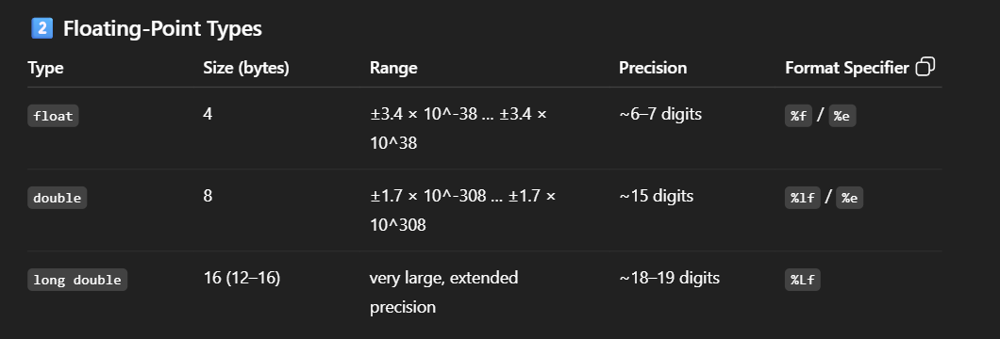 2 Floating-Point Types
Type Size (bytes) Range Precision Format Specifier
float 4 ±3.4 × 10^-38 … ±3.4 × ~6–7 digits %f / %e
10^38
double 8 ±1.7 × 10^-308 … ±1.7 × ~15 digits %lf / %e
10^308
long double 16 (12–16) very large, extended ~18–19 digits %Lf
precision